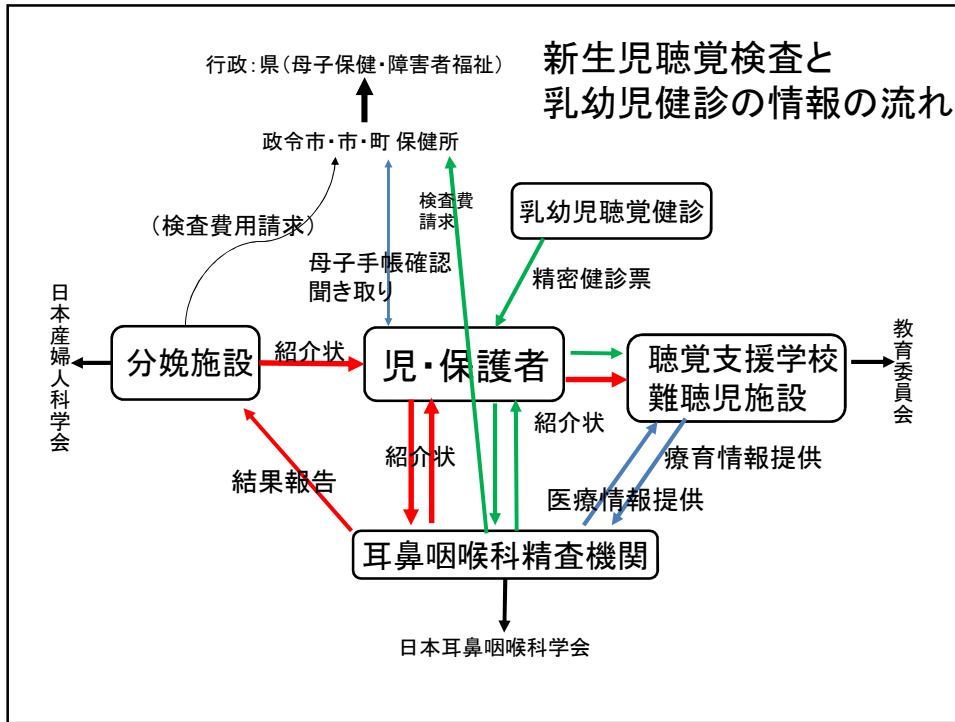 新生児聴覚検査と
乳幼児健診の情報の流れ
行政：県（母子保健・障害者福祉）
政令市・市・町 保健所
検査費
請求
乳幼児聴覚健診
（検査費用請求）
母子手帳確認
聞き取り
精密健診票
日本産婦人科学会
分娩施設
紹介状
児・保護者
聴覚支援学校
難聴児施設
教育委員会
紹介状
紹介状
療育情報提供
結果報告
医療情報提供
耳鼻咽喉科精査機関
日本耳鼻咽喉科学会